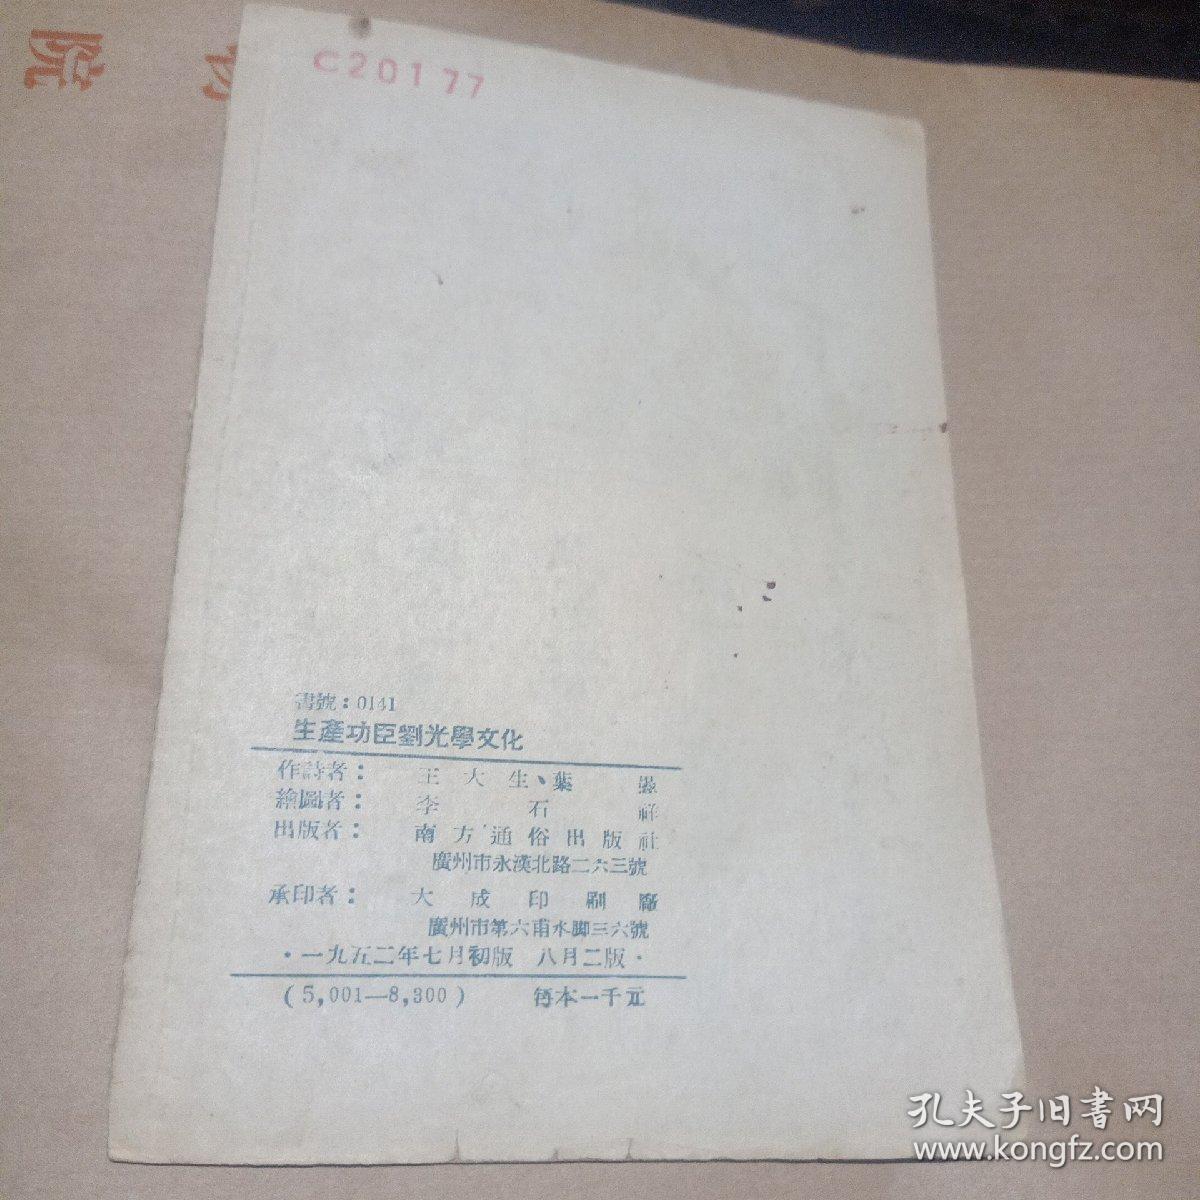 院
C20177
書號：0141
生產功臣劉光學文化
作詩者： 王大生、葉
繪圖者： 李石祥
出版者： 南方通俗出版社
廣州市永漢北路二六三號
承印者： 大成印刷廠
廣州市第六甫水脚三六號
·一九五二年七月初版 八月二版·
(5,001—8,300) 每本一千元
孔夫子旧书网
www.kongfz.com